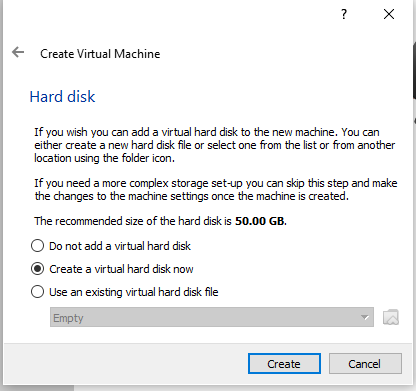 ?
Create Virtual Machine
Hard disk
If you wish you can add a virtual hard disk to the new machine. You can
either create a new hard disk file or select one from the list or from another
location using the folder icon.
If you need a more complex storage set-up you can skip this step and make
the changes to the machine settings once the machine is created.
The recommended size of the hard disk is 50.00 GB.
Do not add a virtual hard disk
Create a virtual hard disk now
Use an existing virtual hard disk file
Empty
Create Cancel